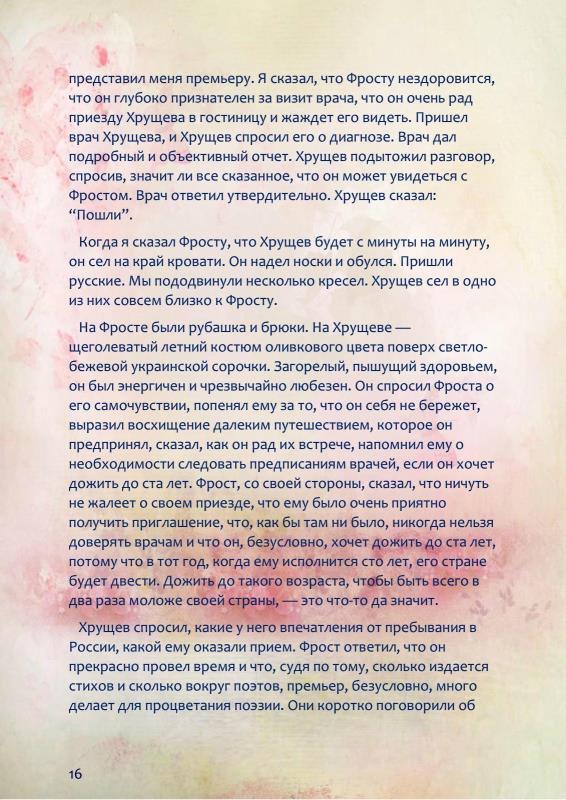 представил меня премьеру. Я сказал, что Фросту нездоровится,
что он глубоко признателен за визит врача, что он очень рад
приезду Хрущева в гостиницу и жаждет его видеть. Пришел
врач Хрущева, и Хрущев спросил его о диагнозе. Врач дал
подробный и объективный отчет. Хрущев подытожил разговор,
спросив, значит ли все сказанное, что он может увидеться с
Фростом. Врач ответил утвердительно. Хрущев сказал:
“Пошли”.
Когда я сказал Фросту, что Хрущев будет с минуты на минуту,
он сел на край кровати. Он надел носки и обулся. Пришли
русские. Мы пододвинули несколько кресел. Хрущев сел в одно
из них совсем близко к Фросту.
На Фросте были рубашка и брюки. На Хрущеве —
щеголеватый летний костюм оливкового цвета поверх светло-
бежевой украинской сорочки. Загорелый, пышущий здоровьем,
он был энергичен и чрезвычайно любезен. Он спросил Фроста о
его самочувствии, попенял ему за то, что он себя не бережет,
выразил восхищение далеким путешествием, которое он
предпринял, сказал, как он рад их встрече, напомнил ему о
необходимости следовать предписаниям врачей, если он хочет
дожить до ста лет. Фрост, со своей стороны, сказал, что ничуть
не жалеет о своем приезде, что ему было очень приятно
получить приглашение, что, как бы там ни было, никогда нельзя
доверять врачам и что он, безусловно, хочет дожить до ста лет,
потому что в тот год, когда ему исполнится сто лет, его стране
будет двести. Дожить до такого возраста, чтобы быть всего в
два раза моложе своей страны, — это что-то да значит.
Хрущев спросил, какие у него впечатления от пребывания в
России, какой ему оказали прием. Фрост ответил, что он
прекрасно провел время и что, судя по тому, сколько издается
стихов и сколько вокруг поэтов, премьер, безусловно, много
делает для процветания поэзии. Они коротко поговорили об
16